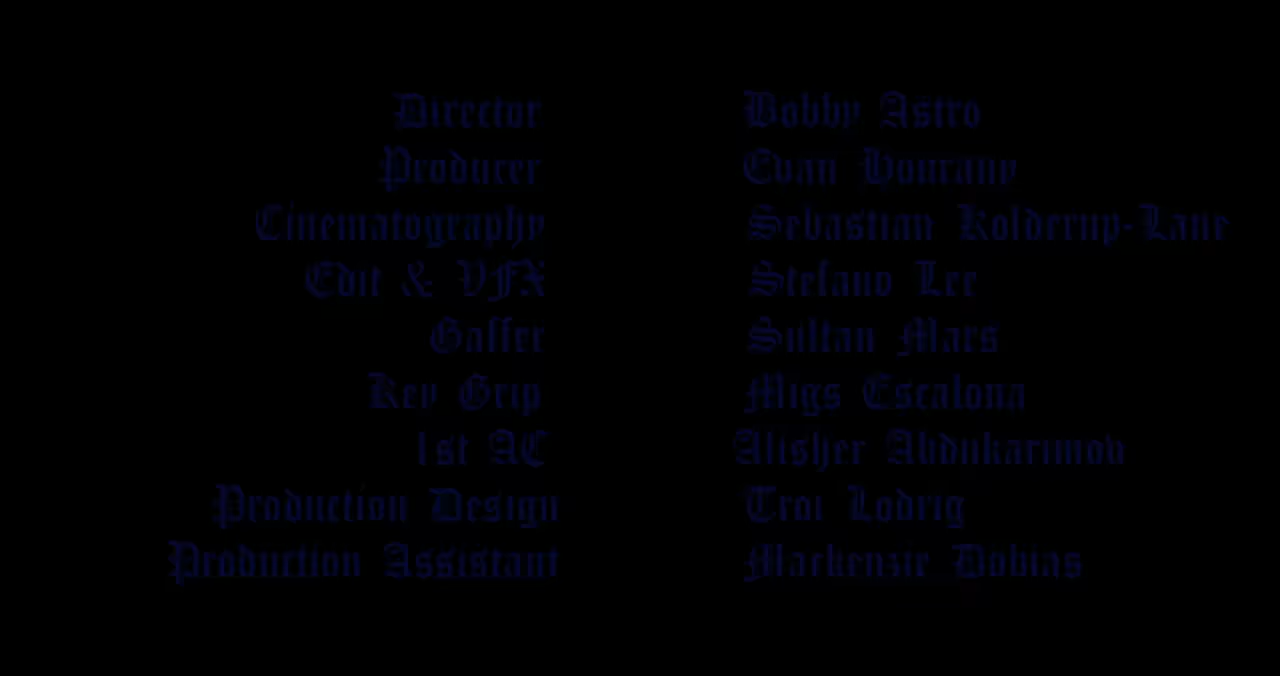 Director Bobby Astro
Producer Evan Hourany
Cinematography Sebastian Kolderup-Lane
Edit & VFX Stefano Lee
Gaffer Sultan Mars
Key Grip Migs Escalona
1st AC Alisher Abdukarimov
Production Design Troi Lodrig
Production Assistant Mackenzie Dobias